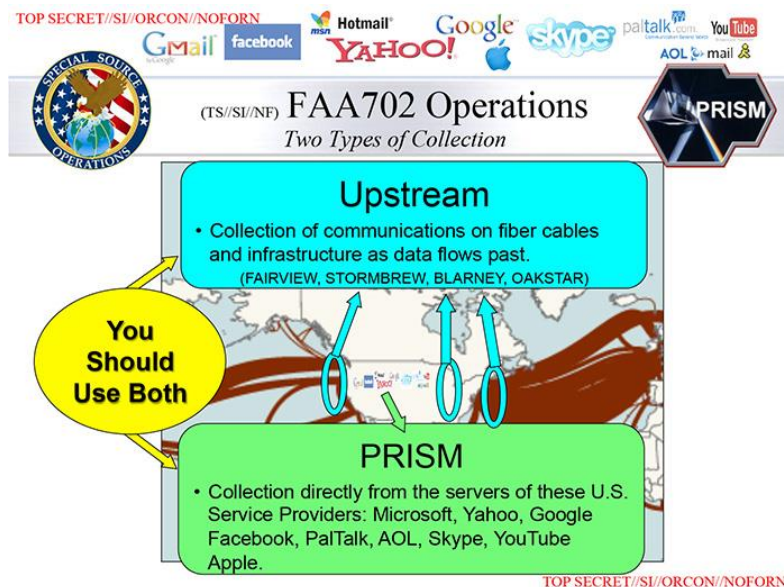 TOP SECRET//SI//ORCON//NOFORN
Gmail
by Google
facebook
msn Hotmail
YAHOO!
Google
skype
paltalk.com
YouTube
AOL mail
SPECIAL SOURCE
OPERATIONS
(TS//SI//NF) FAA702 Operations
Two Types of Collection
PRISM
Upstream
• Collection of communications on fiber cables
and infrastructure as data flows past.
(FAIRVIEW, STORMBREW, BLARNEY, OAKSTAR)
You
Should
Use Both
PRISM
• Collection directly from the servers of these U.S.
Service Providers: Microsoft, Yahoo, Google
Facebook, PalTalk, AOL, Skype, YouTube
Apple.
TOP SECRET//SI//ORCON//NOFORN